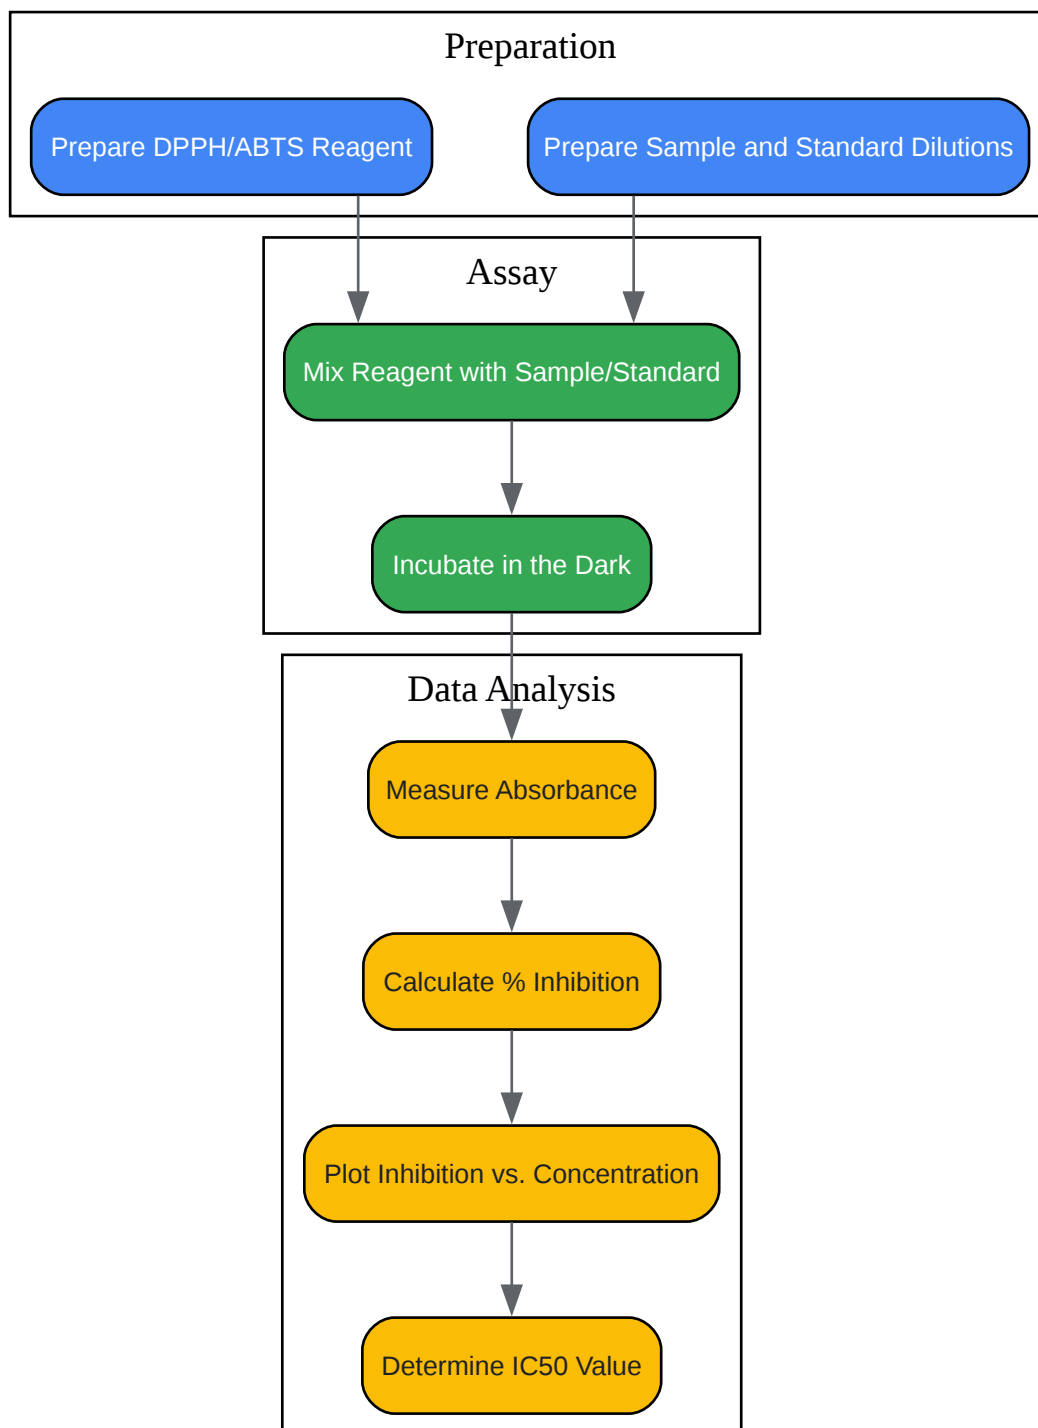 Preparation
Prepare DPPH/ABTS Reagent
Prepare Sample and Standard Dilutions
Assay
Mix Reagent with Sample/Standard
Incubate in the Dark
Data Analysis
Measure Absorbance
Calculate % Inhibition
Plot Inhibition vs. Concentration
Determine IC50 Value